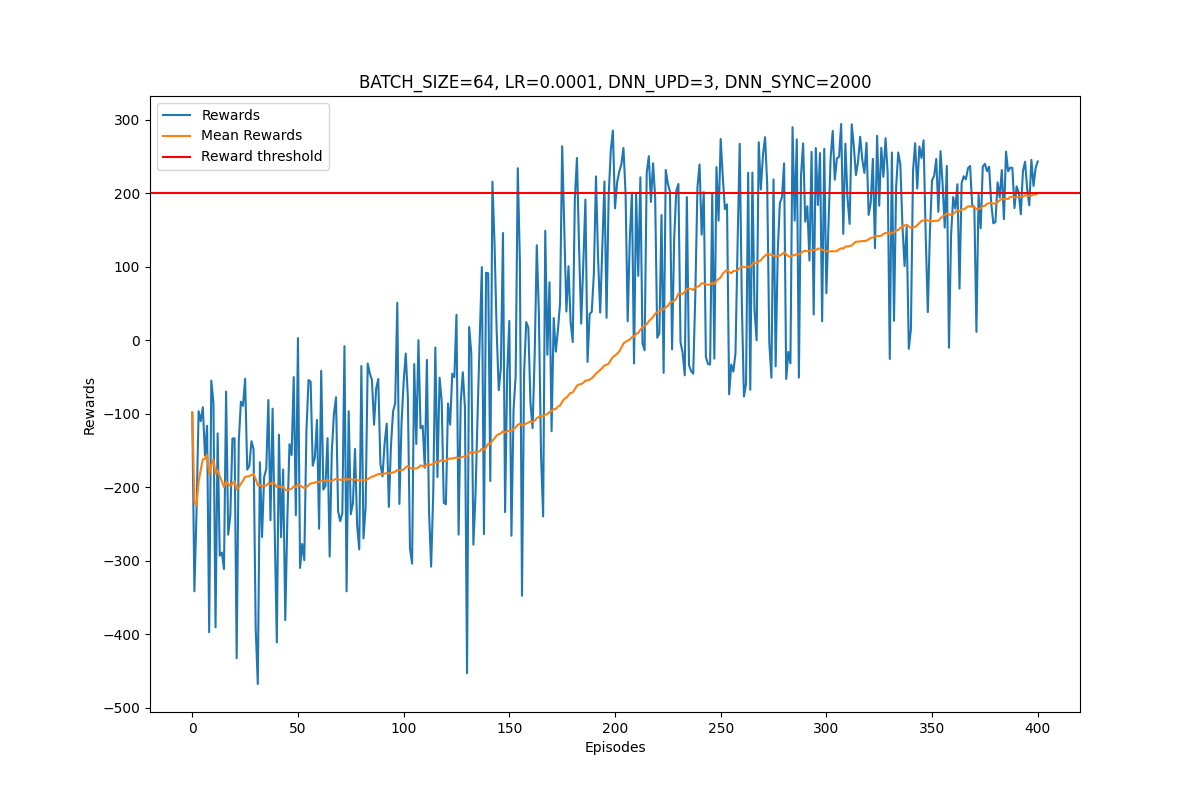 BATCH_SIZE=64, LR=0.0001, DNN_UPD=3, DNN_SYNC=2000
Rewards
Mean Rewards
Reward threshold
300
200
100
0
−100
−200
−300
−400
−500
Rewards
0 50 100 150 200 250 300 350 400
Episodes